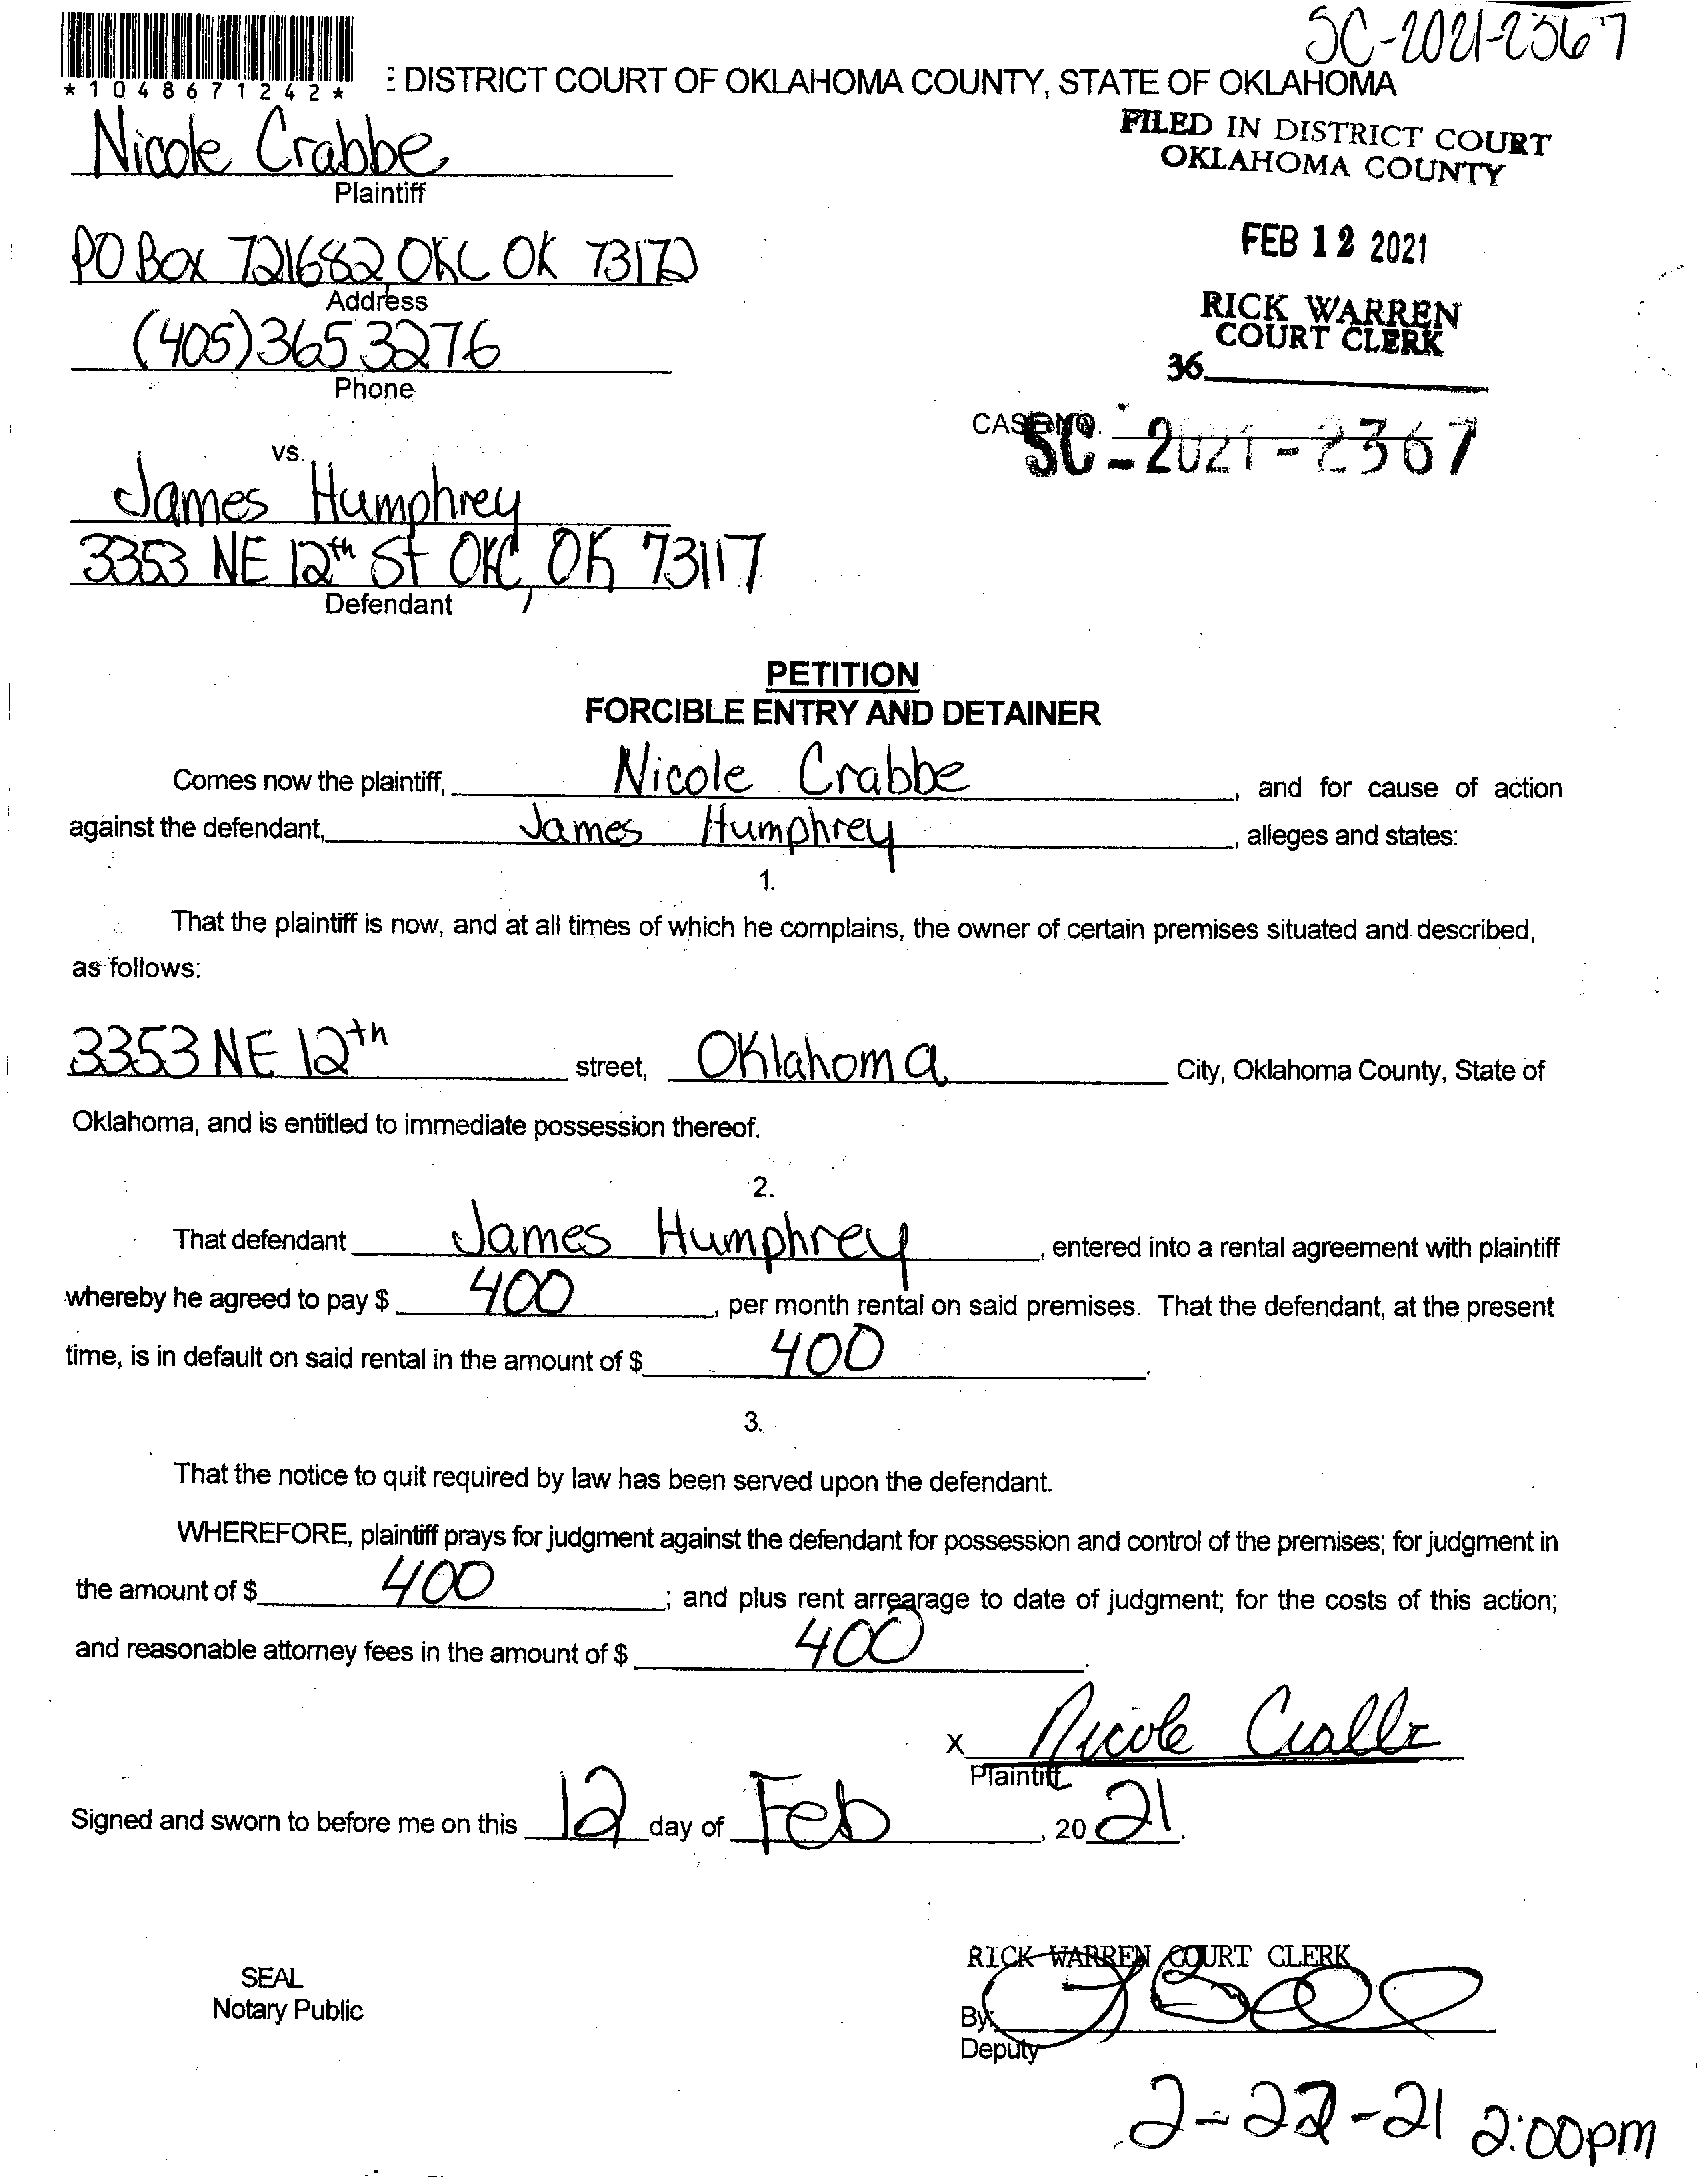 SC-2021-2367
*1048671242*
DISTRICT COURT OF OKLAHOMA COUNTY, STATE OF OKLAHOMA
FILED IN DISTRICT COURT
OKLAHOMA COUNTY
Nicole Crabbe
Plaintiff
FEB 12 2021
PO Box 721682 OKC OK 73172
Address
RICK WARREN
COURT CLERK
(405) 365 3276
Phone
36
CASE NO.
SC-2021-2367
vs.
James Humphrey
3353 NE 12th St OKC, OK 73117
Defendant
PETITION
FORCIBLE ENTRY AND DETAINER
Comes now the plaintiff, Nicole Crabbe, and for cause of action
against the defendant, James Humphrey, alleges and states:
1.
That the plaintiff is now, and at all times of which he complains, the owner of certain premises situated and described,
as follows:
3353 NE 12th street, Oklahoma City, Oklahoma County, State of
Oklahoma, and is entitled to immediate possession thereof.
2.
That defendant James Humphrey, entered into a rental agreement with plaintiff
whereby he agreed to pay $ 400, per month rental on said premises. That the defendant, at the present
time, is in default on said rental in the amount of $ 400.
3.
That the notice to quit required by law has been served upon the defendant.
WHEREFORE, plaintiff prays for judgment against the defendant for possession and control of the premises; for judgment in
the amount of $ 400; and plus rent arrearage to date of judgment; for the costs of this action;
and reasonable attorney fees in the amount of $ 400.
X Nicole Crabbe
Plaintiff
Signed and sworn to before me on this 12 day of Feb, 20 21.
RICK WARREN COURT CLERK
SEAL
Notary Public
By:
Deputy
2-22-21 2:00pm